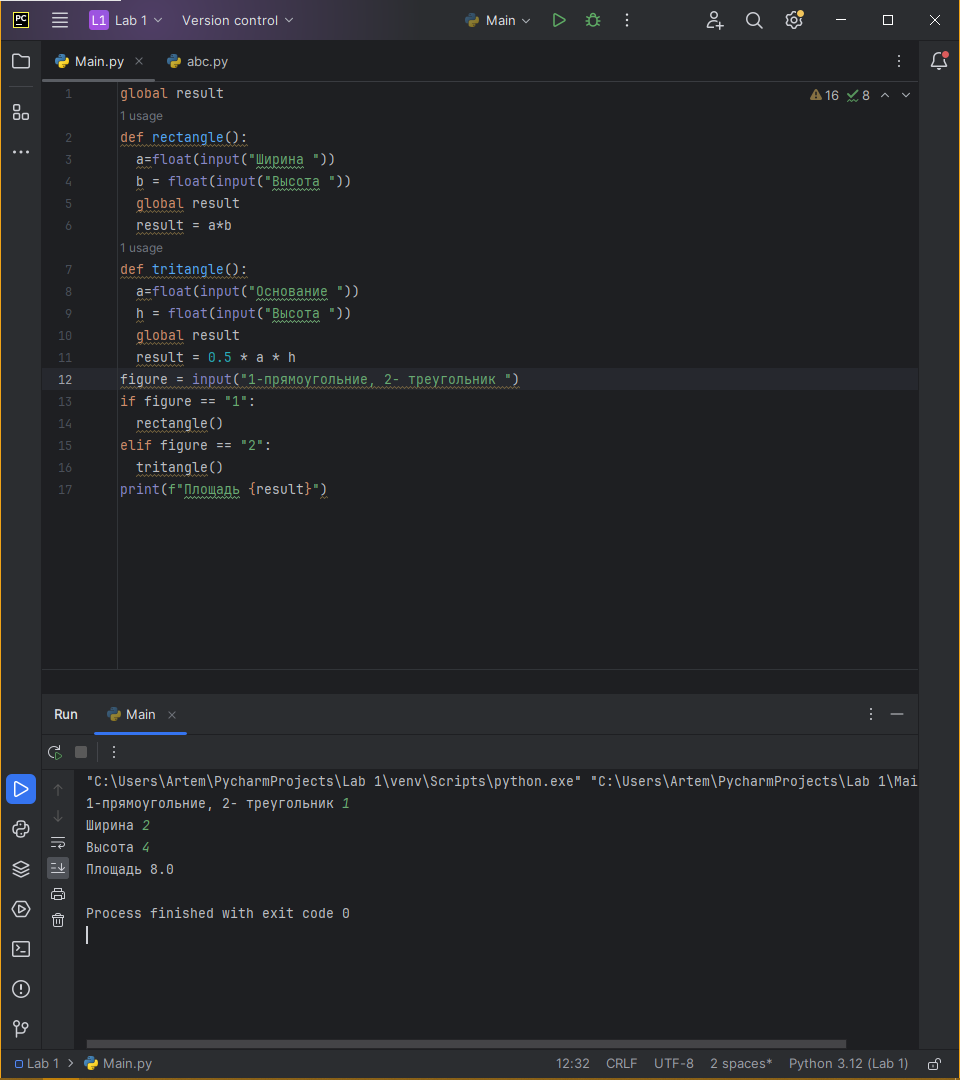 PC L1 Lab 1 Version control Main
Main.py abc.py
16 8
1 global result
1 usage
2 def rectangle():
3 a=float(input("Ширина "))
4 b = float(input("Высота "))
5 global result
6 result = a*b
1 usage
7 def tritangle():
8 a=float(input("Основание "))
9 h = float(input("Высота "))
10 global result
11 result = 0.5 * a * h
12 figure = input("1-прямоугольние, 2- треугольник ")
13 if figure == "1":
14 rectangle()
15 elif figure == "2":
16 tritangle()
17 print(f"Площадь {result}")
Run Main
"C:\Users\Artem\PycharmProjects\Lab 1\venv\Scripts\python.exe" "C:\Users\Artem\PycharmProjects\Lab 1\Mai
1-прямоугольние, 2- треугольник 1
Ширина 2
Высота 4
Площадь 8.0
Process finished with exit code 0
Lab 1 Main.py 12:32 CRLF UTF-8 2 spaces* Python 3.12 (Lab 1)